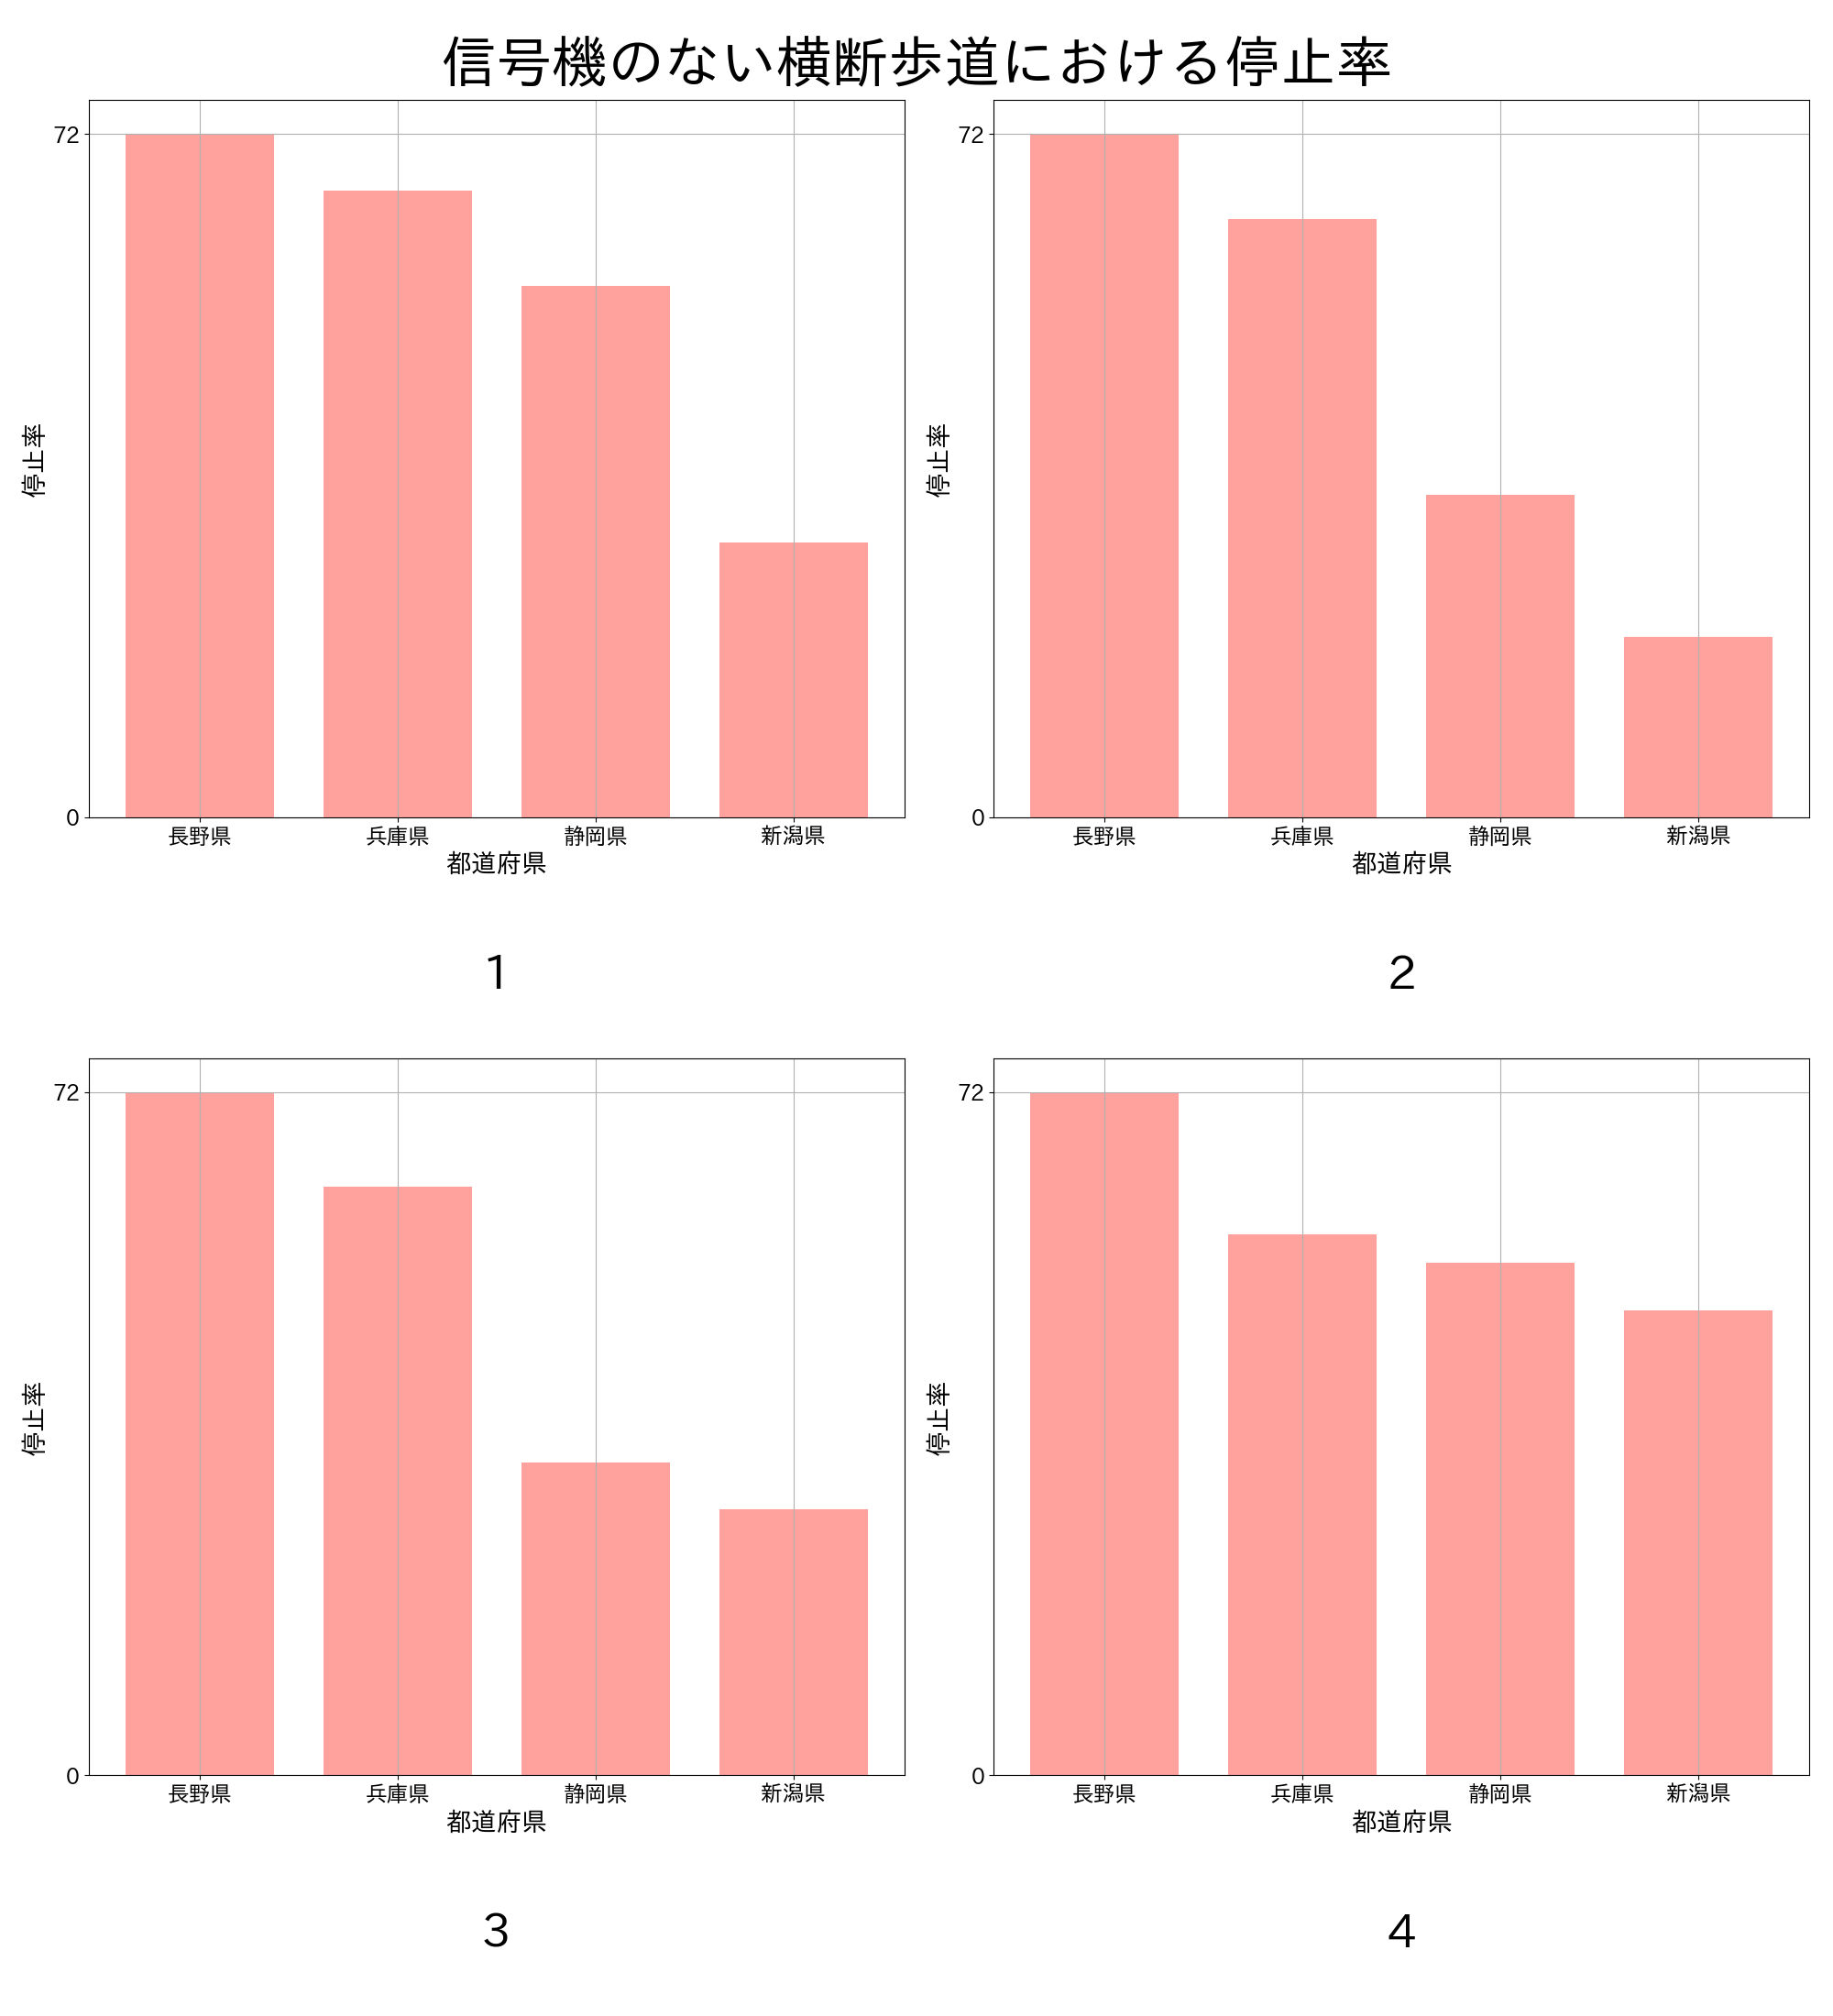 信号機のない横断歩道における停止率
72
0
停止率
長野県 兵庫県 静岡県 新潟県
都道府県
1
72
0
停止率
長野県 兵庫県 静岡県 新潟県
都道府県
2
72
0
停止率
長野県 兵庫県 静岡県 新潟県
都道府県
3
72
0
停止率
長野県 兵庫県 静岡県 新潟県
都道府県
4